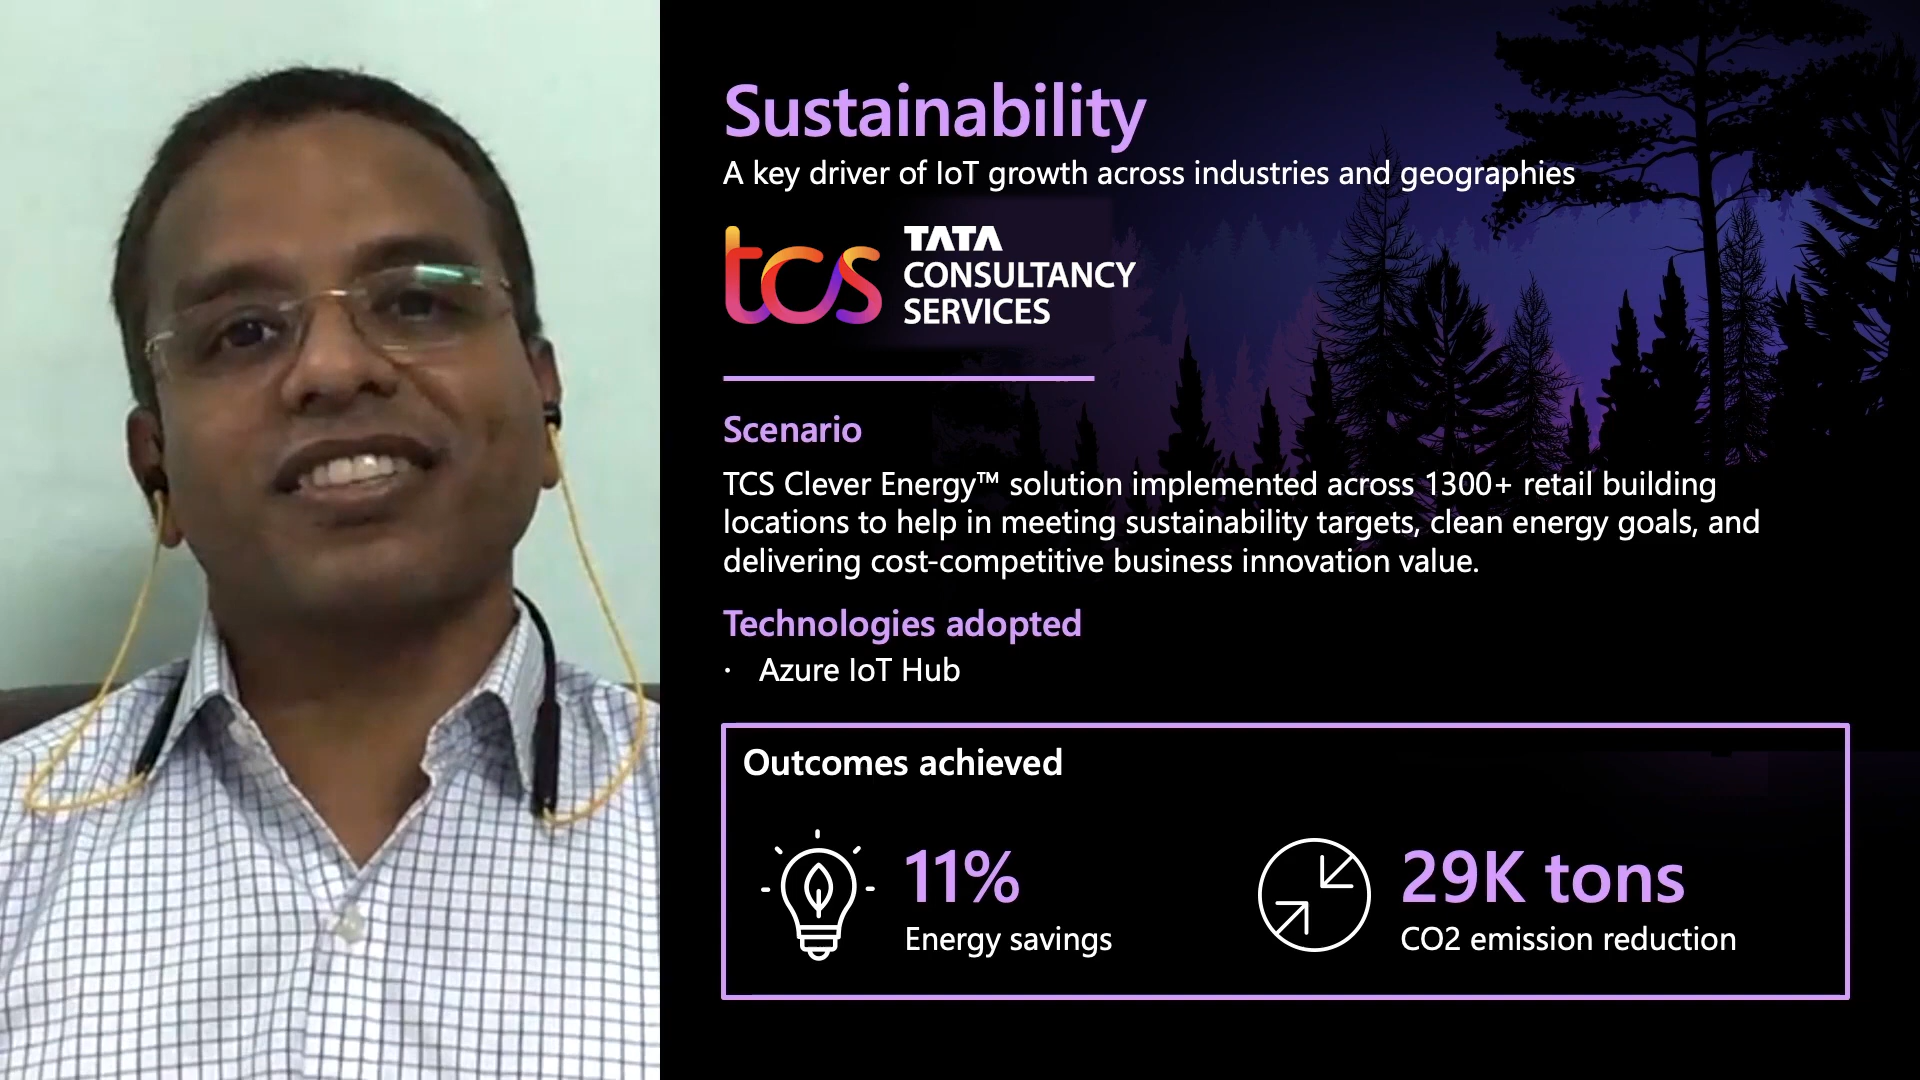 Sustainability
A key driver of IoT growth across industries and geographies
tcs
TATA
CONSULTANCY
SERVICES
Scenario
TCS Clever Energy™ solution implemented across 1300+ retail building
locations to help in meeting sustainability targets, clean energy goals, and
delivering cost-competitive business innovation value.
Technologies adopted
· Azure IoT Hub
Outcomes achieved
11%
Energy savings
29K tons
CO2 emission reduction